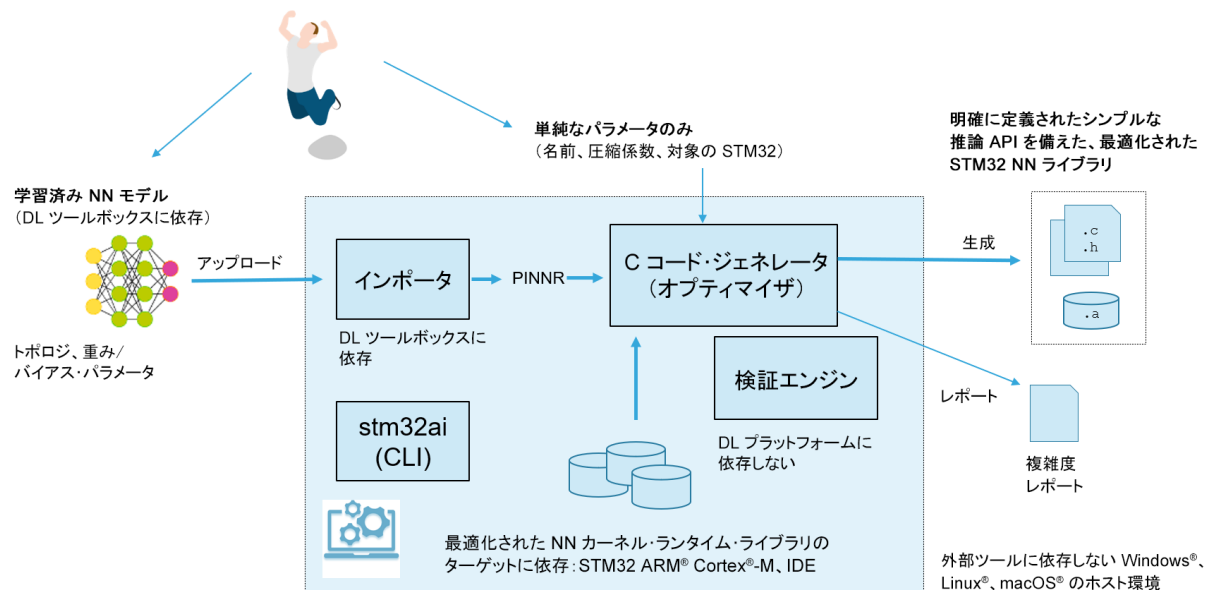 単純なパラメータのみ
（名前、圧縮係数、対象の STM32）
明確に定義されたシンプルな
推論 API を備えた、最適化された
STM32 NN ライブラリ
学習済み NN モデル
（DL ツールボックスに依存）
アップロード
インポータ
PINNR
C コード・ジェネレータ
（オプティマイザ）
生成
.c
.h
.a
DL ツールボックスに
依存
トポロジ、重み/
バイアス・パラメータ
検証エンジン
レポート
stm32ai
(CLI)
DL プラットフォームに
依存しない
複雑度
レポート
最適化された NN カーネル・ランタイム・ライブラリの
ターゲットに依存：STM32 ARM® Cortex®-M、IDE
外部ツールに依存しない Windows®、
Linux®、macOS® のホスト環境